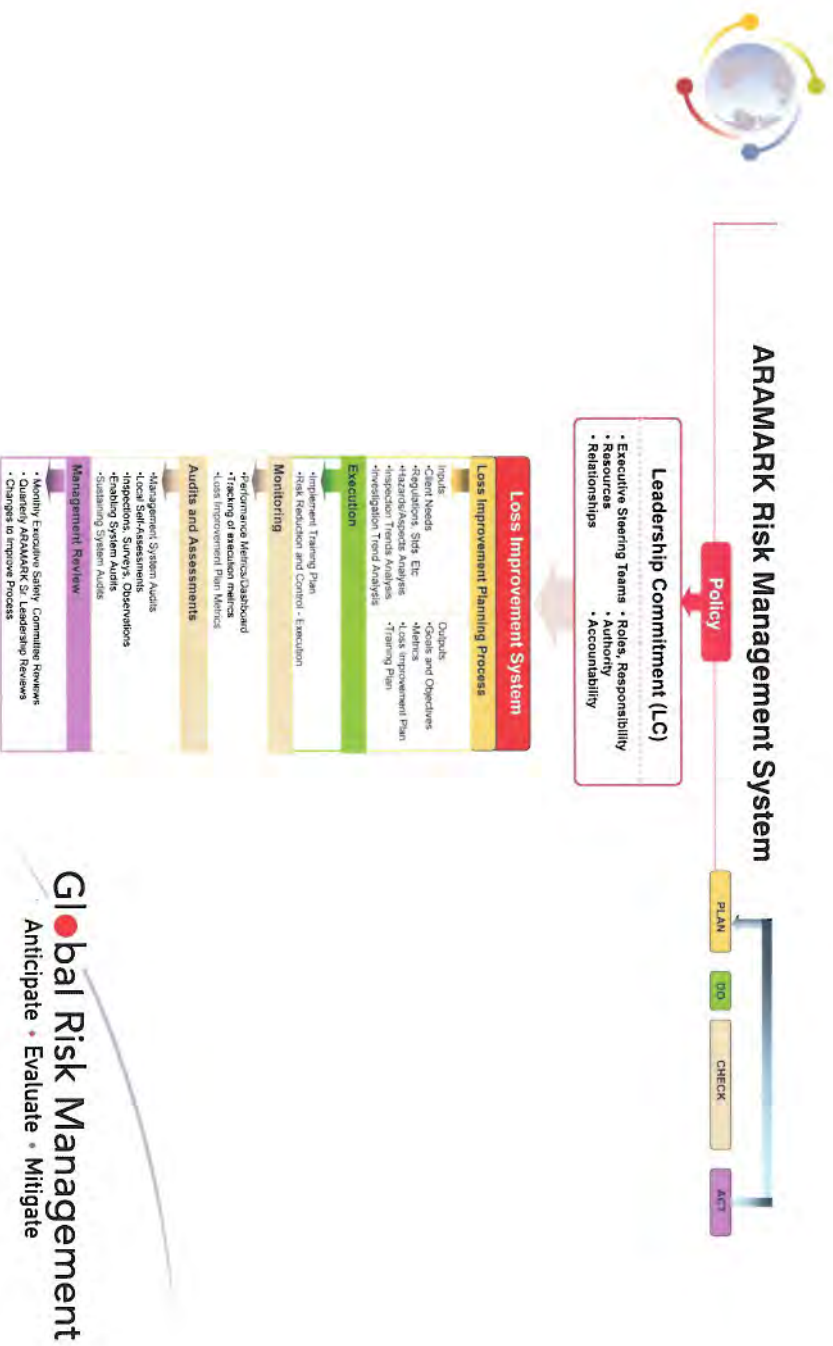 ARAMARK Risk Management System
Policy
PLAN
DO
CHECK
ACT
Leadership Commitment (LC)
• Executive Steering Teams • Roles, Responsibility
• Resources • Authority
• Relationships • Accountability
Loss Improvement System
Loss Improvement Planning Process
Inputs
•Client Needs
•Regulations, Stds. Etc
•Hazards/Aspects Analysis
•Inspection Trends Analysis
•Investigation Trend Analysis
Outputs
•Goals and Objectives
•Metrics
•Loss Improvement Plan
•Training Plan
Execution
•Implement Training Plan
•Risk Reduction and Control - Execution
Monitoring
•Performance Metrics/Dashboard
•Tracking of execution metrics
•Loss Improvement Plan Metrics
Audits and Assessments
•Management System Audits
•Local Self-Assessments
•Inspections, Surveys, Observations
•Enabling System Audits
•Sustaining System Audits
Management Review
• Monthly Executive Safety Committee Reviews
• Quarterly ARAMARK Sr. Leadership Reviews
• Changes to Improve Process
Global Risk Management
Anticipate • Evaluate • Mitigate